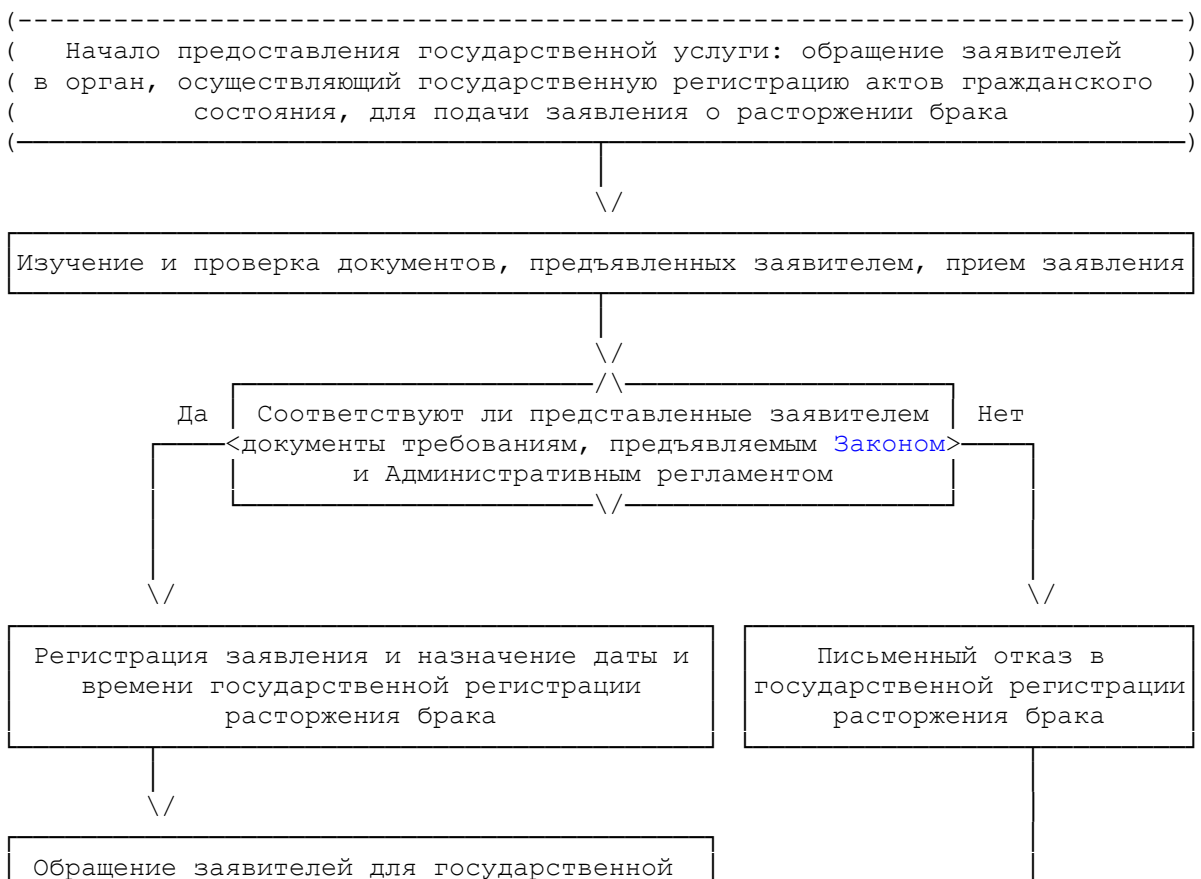 Начало предоставления государственной услуги: обращение заявителей
в орган, осуществляющий государственную регистрацию актов гражданского
состояния, для подачи заявления о расторжении брака
Изучение и проверка документов, предъявленных заявителем, прием заявления
Да Соответствуют ли представленные заявителем Нет
<документы требованиям, предъявляемым Законом>
и Административным регламентом
Регистрация заявления и назначение даты и
времени государственной регистрации
расторжения брака
Письменный отказ в
государственной регистрации
расторжения брака
Обращение заявителей для государственной